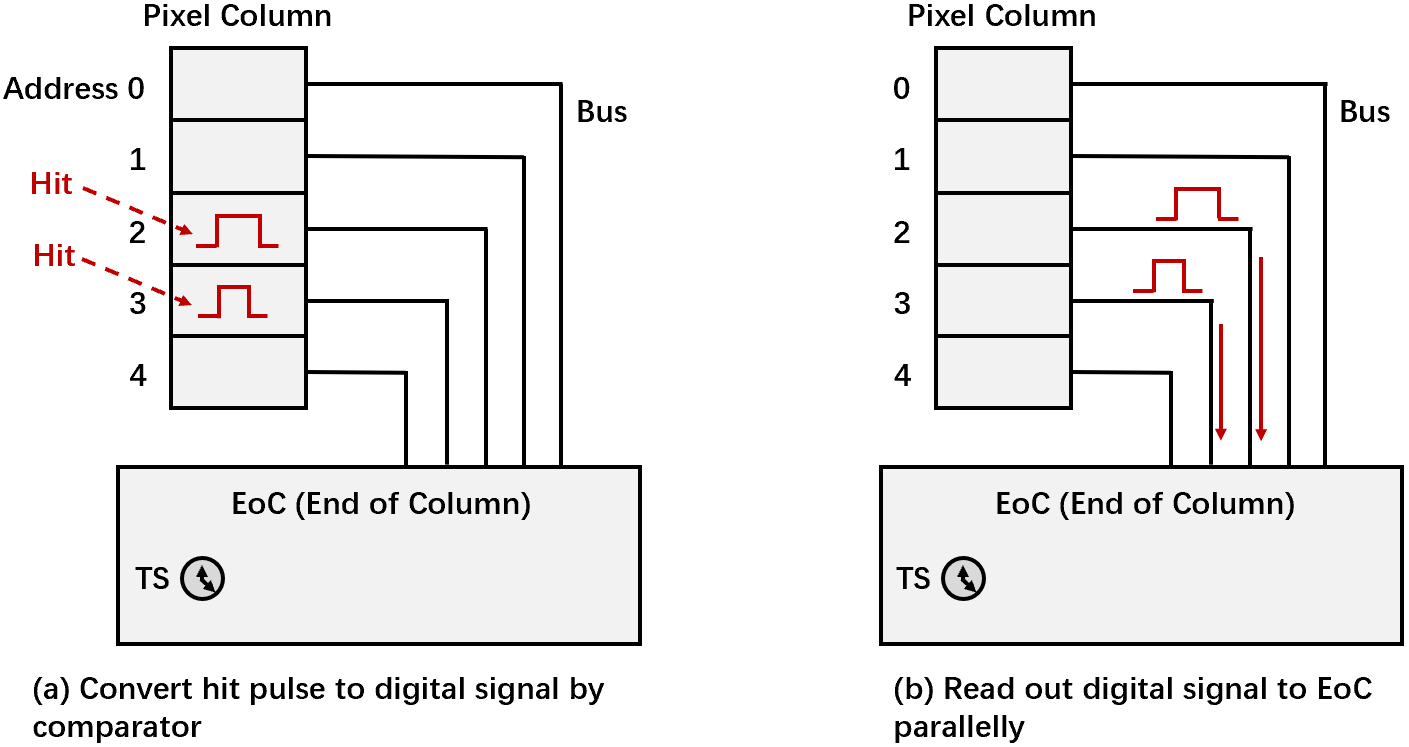 Pixel Column
Address 0
1
2
3
4
Hit
Hit
Bus
EoC (End of Column)
TS
(a) Convert hit pulse to digital signal by
comparator
Pixel Column
0
1
2
3
4
Bus
EoC (End of Column)
TS
(b) Read out digital signal to EoC
parallelly